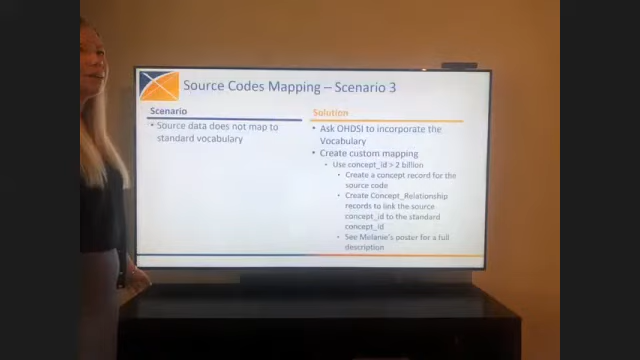 Source Codes Mapping – Scenario 3
Scenario
• Source data does not map to
standard vocabulary
Solution
• Ask OHDSI to incorporate the
Vocabulary
• Create custom mapping
• Use concept_id > 2 billion
• Create a concept record for the
source code
• Create Concept_Relationship
records to link the source
concept_id to the standard
concept_id
• See Melanie's poster for a full
description